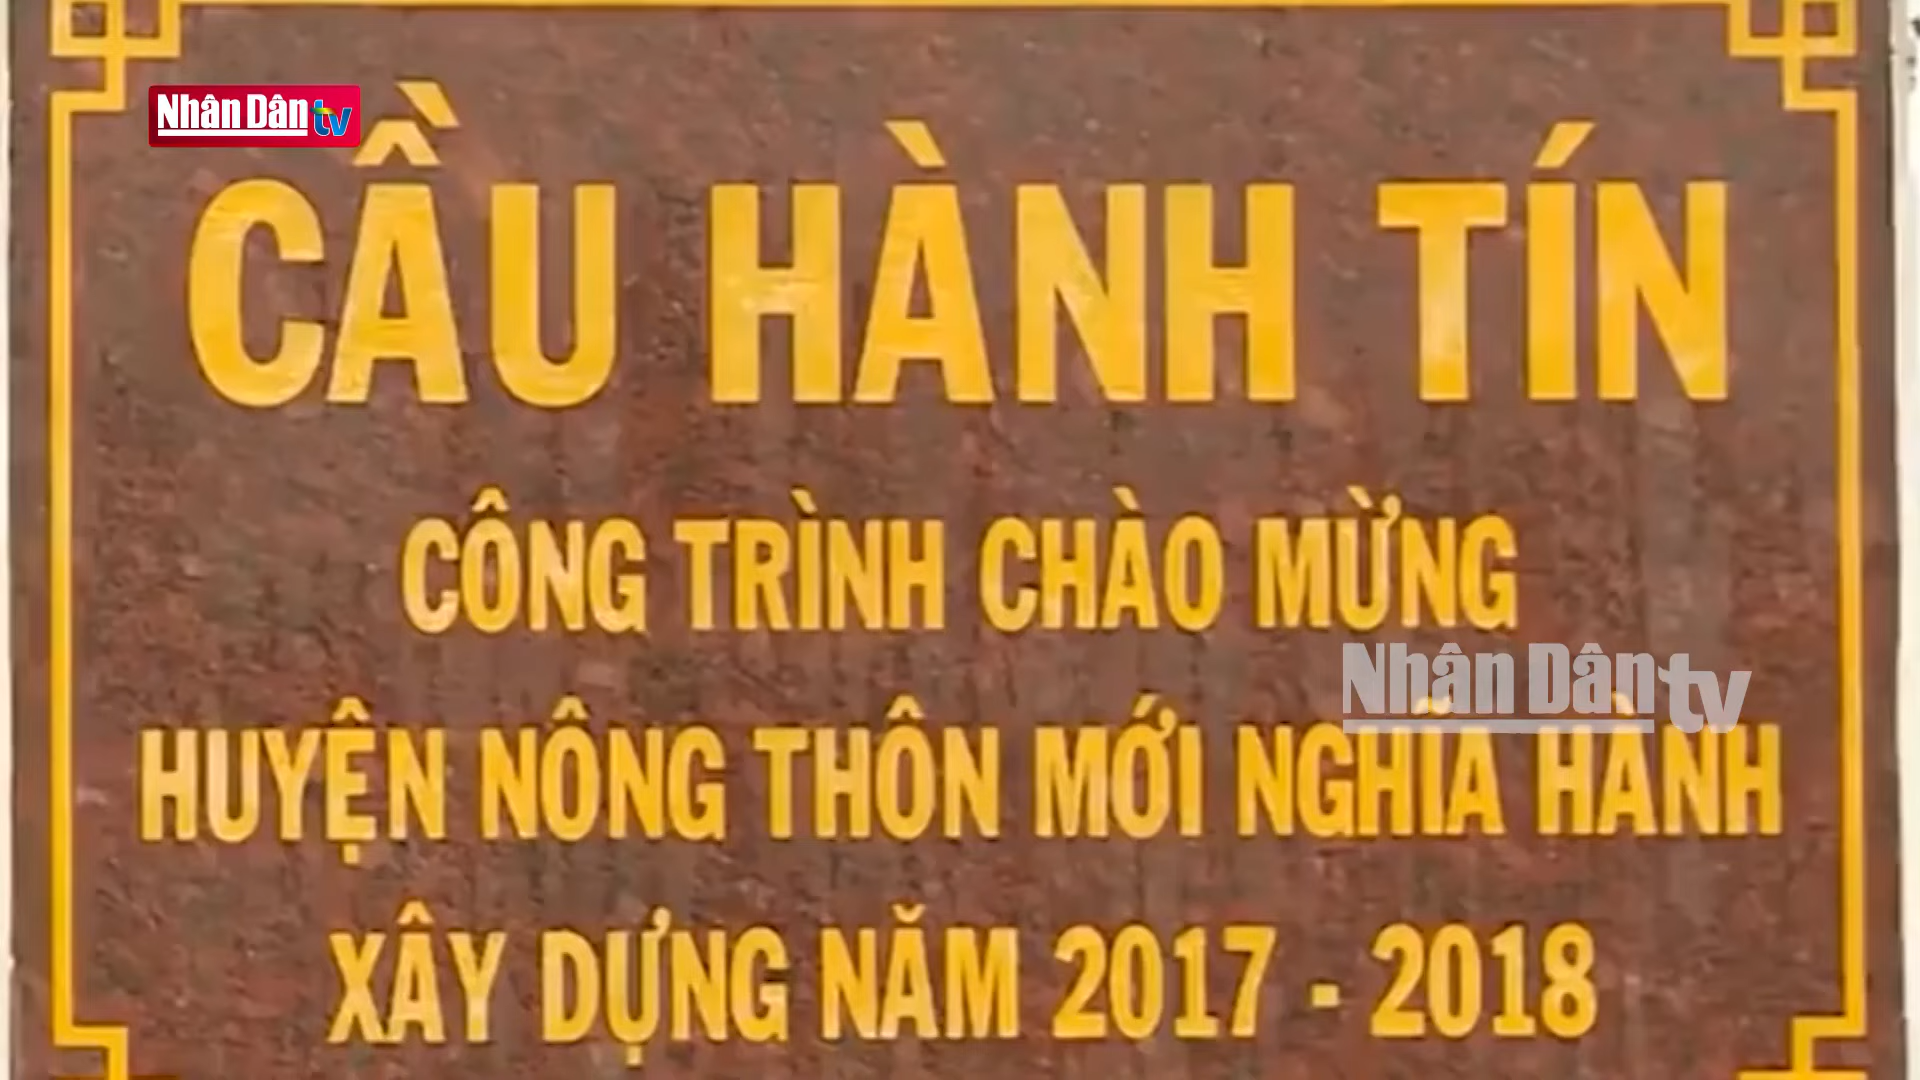 Nhân Dân tv
CẦU HÀNH TÍN
CÔNG TRÌNH CHÀO MỪNG
Nhân Dân tv
HUYỆN NÔNG THÔN MỚI NGHĨA HÀNH
XÂY DỰNG NĂM 2017 - 2018